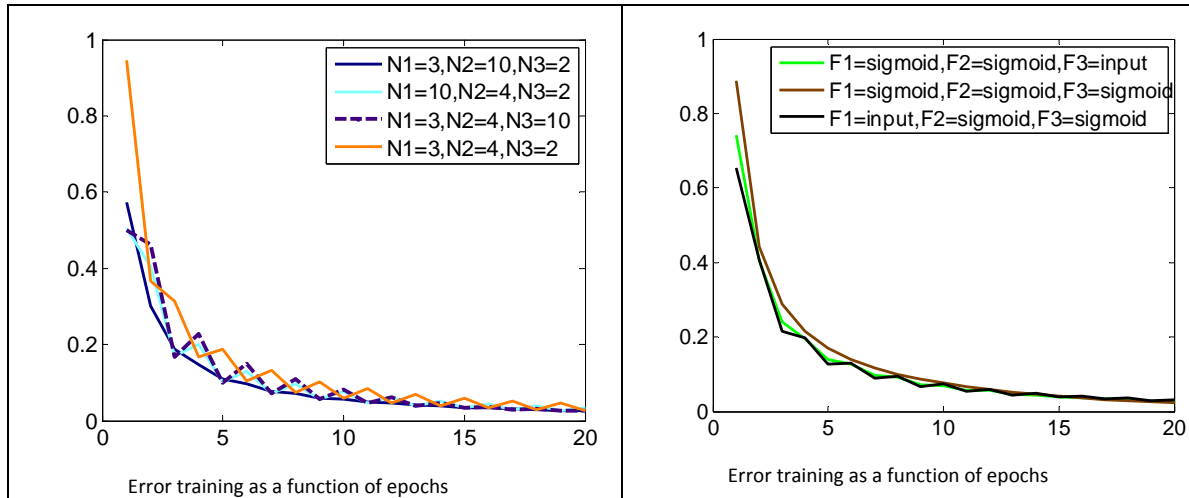 1
0.8
0.6
0.4
0.2
0
0
5
10
15
20
N1=3,N2=10,N3=2
N1=10,N2=4,N3=2
N1=3,N2=4,N3=10
N1=3,N2=4,N3=2
Error training as a function of epochs
1
0.8
0.6
0.4
0.2
0
0
5
10
15
20
F1=sigmoid,F2=sigmoid,F3=input
F1=sigmoid,F2=sigmoid,F3=sigmoid
F1=input,F2=sigmoid,F3=sigmoid
Error training as a function of epochs